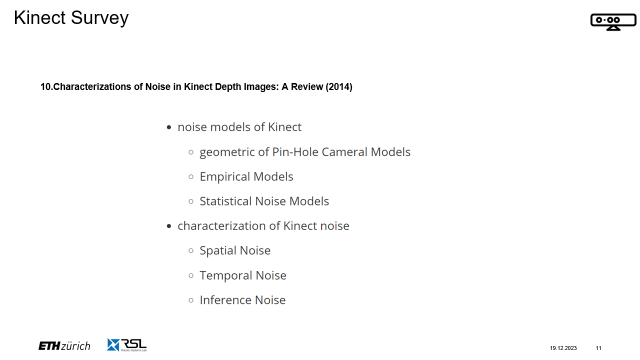 Kinect Survey
10.Characterizations of Noise in Kinect Depth Images: A Review (2014)
• noise models of Kinect
○ geometric of Pin-Hole Cameral Models
○ Empirical Models
○ Statistical Noise Models
• characterization of Kinect noise
○ Spatial Noise
○ Temporal Noise
○ Inference Noise
ETH zürich
RSL
19.12.2023
11